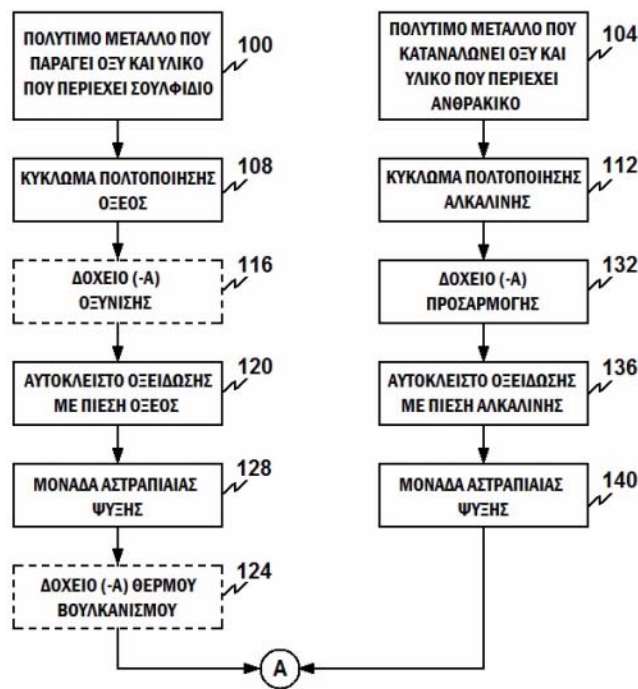 ΠΟΛΥΤΙΜΟ ΜΕΤΑΛΛΟ ΠΟΥ
ΠΑΡΑΓΕΙ ΟΞΥ ΚΑΙ ΥΛΙΚΟ
ΠΟΥ ΠΕΡΙΕΧΕΙ ΣΟΥΛΦΙΔΙΟ
100
ΚΥΚΛΩΜΑ ΠΟΛΤΟΠΟΙΗΣΗΣ
ΟΞΕΟΣ
108
ΔΟΧΕΙΟ (-Α)
ΟΞΥΝΙΣΗΣ
116
ΑΥΤΟΚΛΕΙΣΤΟ ΟΞΕΙΔΩΣΗΣ
ΜΕ ΠΙΕΣΗ ΟΞΕΟΣ
120
ΜΟΝΑΔΑ ΑΣΤΡΑΠΙΑΙΑΣ
ΨΥΞΗΣ
128
ΔΟΧΕΙΟ (-Α) ΘΕΡΜΟΥ
ΒΟΥΛΚΑΝΙΣΜΟΥ
124
ΠΟΛΥΤΙΜΟ ΜΕΤΑΛΛΟ ΠΟΥ
ΚΑΤΑΝΑΛΩΝΕΙ ΟΞΥ ΚΑΙ
ΥΛΙΚΟ ΠΟΥ ΠΕΡΙΕΧΕΙ
ΑΝΘΡΑΚΙΚΟ
104
ΚΥΚΛΩΜΑ ΠΟΛΤΟΠΟΙΗΣΗΣ
ΑΛΚΑΛΙΝΗΣ
112
ΔΟΧΕΙΟ (-Α)
ΠΡΟΣΑΡΜΟΓΗΣ
132
ΑΥΤΟΚΛΕΙΣΤΟ ΟΞΕΙΔΩΣΗΣ
ΜΕ ΠΙΕΣΗ ΑΛΚΑΛΙΝΗΣ
136
ΜΟΝΑΔΑ ΑΣΤΡΑΠΙΑΙΑΣ
ΨΥΞΗΣ
140
A